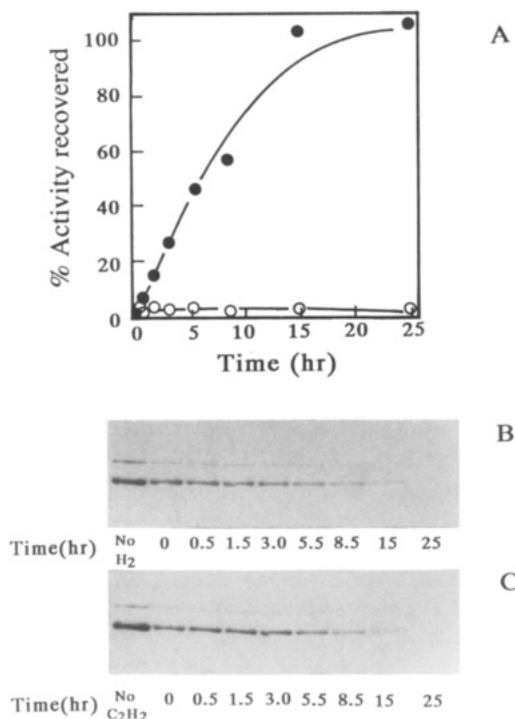 A
100
80
60
40
20
0
% Activity recovered
0 5 10 15 20 25
Time (hr)
B
Time(hr) No H2 0 0.5 1.5 3.0 5.5 8.5 15 25
C
Time(hr) No C2H2 0 0.5 1.5 3.0 5.5 8.5 15 25